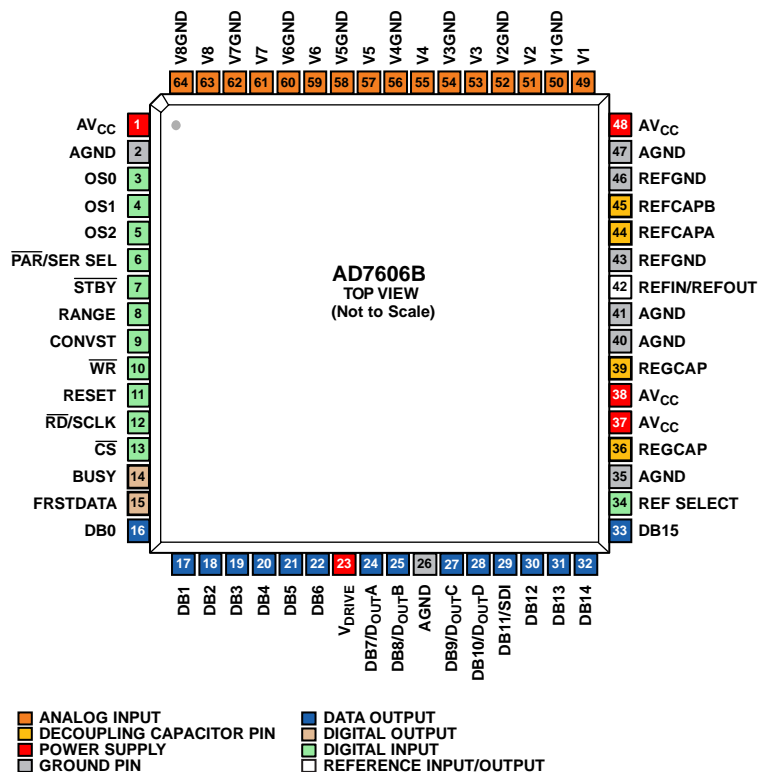 V8GND
V8
V7GND
V7
V6GND
V6
V5GND
V5
V4GND
V4
V3GND
V3
V2GND
V2
V1GND
V1
64 63 62 61 60 59 58 57 56 55 54 53 52 51 50 49
AVCC 1
AGND 2
OS0 3
OS1 4
OS2 5
PAR/SER SEL 6
STBY 7
RANGE 8
CONVST 9
WR 10
RESET 11
RD/SCLK 12
CS 13
BUSY 14
FRSTDATA 15
DB0 16
AD7606B
TOP VIEW
(Not to Scale)
48 AVCC
47 AGND
46 REFGND
45 REFCAPB
44 REFCAPA
43 REFGND
42 REFIN/REFOUT
41 AGND
40 AGND
39 REGCAP
38 AVCC
37 AVCC
36 REGCAP
35 AGND
34 REF SELECT
33 DB15
17 18 19 20 21 22 23 24 25 26 27 28 29 30 31 32
DB1
DB2
DB3
DB4
DB5
DB6
VDRIVE
DB7/DOUTA
DB8/DOUTB
AGND
DB9/DOUTC
DB10/DOUTD
DB11/SDI
DB12
DB13
DB14
ANALOG INPUT
DECOUPLING CAPACITOR PIN
POWER SUPPLY
GROUND PIN
DATA OUTPUT
DIGITAL OUTPUT
DIGITAL INPUT
REFERENCE INPUT/OUTPUT